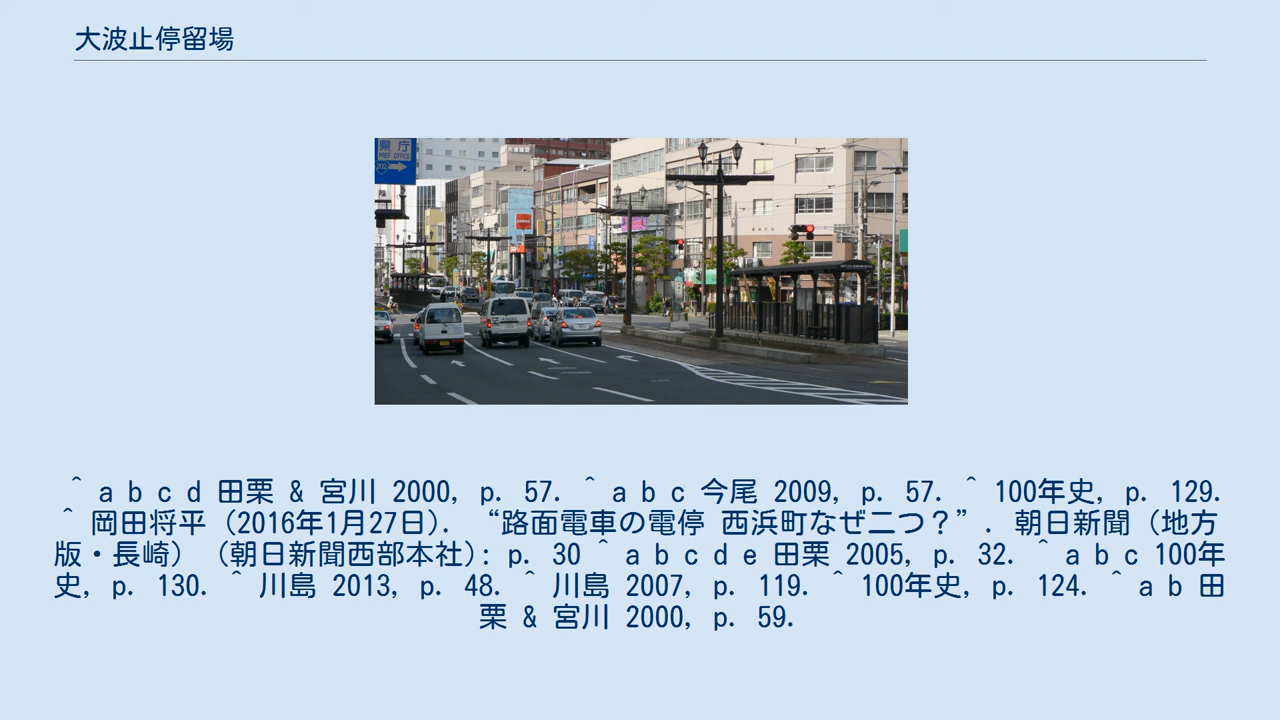 大波止停留場
県庁
PREF OFFICE
202
^ a b c d 田栗 & 宮川 2000, p. 57. ^ a b c 今尾 2009, p. 57. ^ 100年史, p. 129.
^ 岡田将平 (2016年1月27日). “路面電車の電停 西浜町なぜ二つ？”. 朝日新聞 (地方
版・長崎) (朝日新聞西部本社): p. 30 ^ a b c d e 田栗 2005, p. 32. ^ a b c 100年
史, p. 130. ^ 川島 2013, p. 48. ^ 川島 2007, p. 119. ^ 100年史, p. 124. ^ a b 田
栗 & 宮川 2000, p. 59.